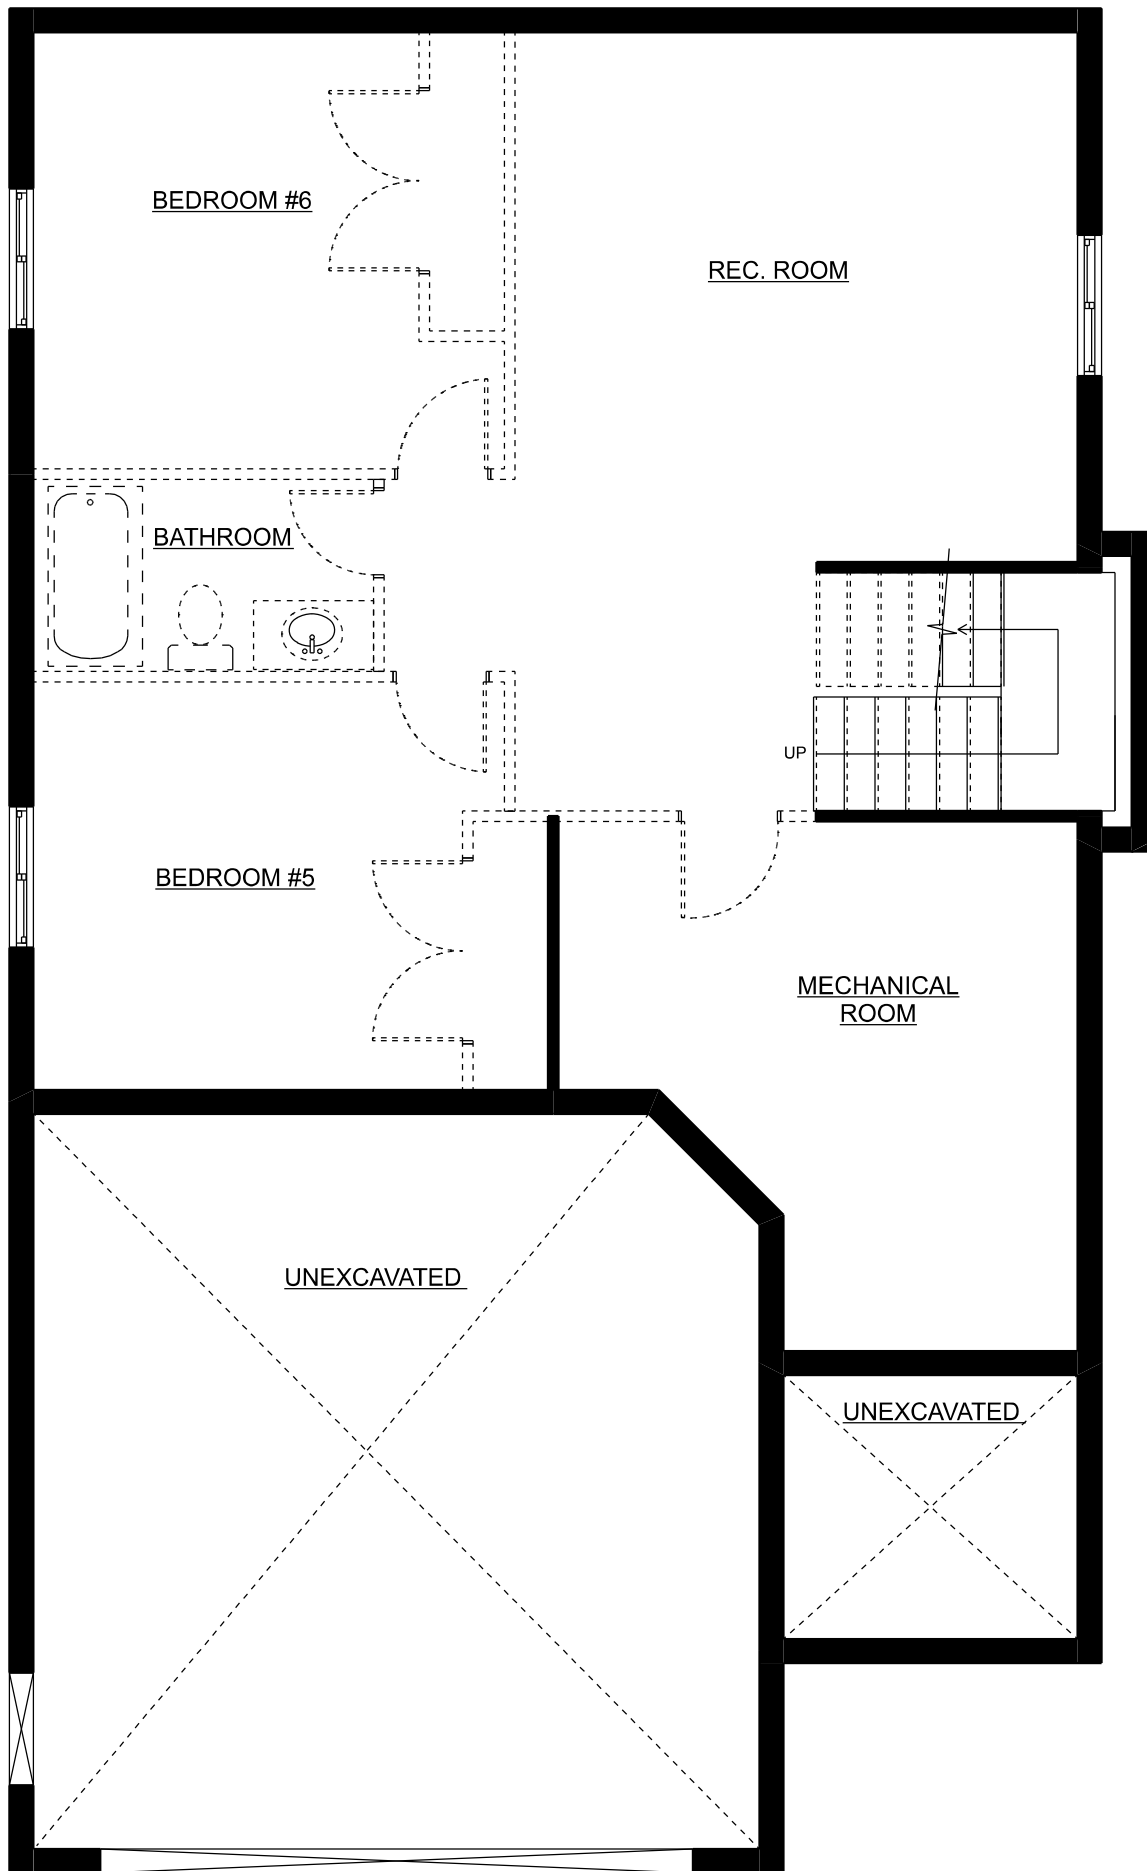 BEDROOM #6
REC. ROOM
BATHROOM
UP
BEDROOM #5
MECHANICAL
ROOM
UNEXCAVATED
UNEXCAVATED